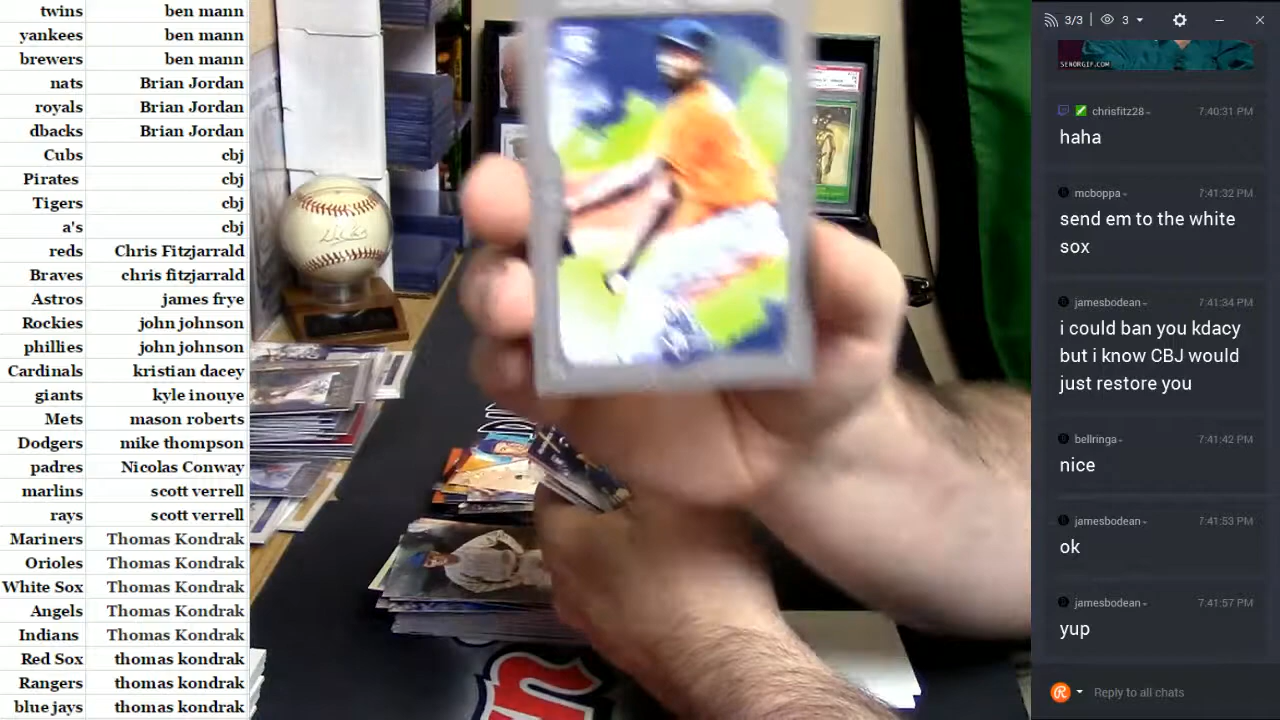 twins ben mann
yankees ben mann
brewers ben mann
nats Brian Jordan
royals Brian Jordan
dbacks Brian Jordan
Cubs cbj
Pirates cbj
Tigers cbj
a's cbj
reds Chris Fitzjarrald
Braves chris fitzjarrald
Astros james frye
Rockies john johnson
phillies john johnson
Cardinals kristian dacey
giants kyle inouye
Mets mason roberts
Dodgers mike thompson
padres Nicolas Conway
marlins scott verrell
rays scott verrell
Mariners Thomas Kondrak
Orioles Thomas Kondrak
White Sox Thomas Kondrak
Angels Thomas Kondrak
Indians Thomas Kondrak
Red Sox thomas kondrak
Rangers thomas kondrak
blue jays thomas kondrak
3/3 3
SENORGIF.COM
chrisfitz28 7:40:31 PM
haha
mcboppa 7:41:32 PM
send em to the white
sox
jamesbodean 7:41:34 PM
i could ban you kdacy
but i know CBJ would
just restore you
bellringa 7:41:42 PM
nice
jamesbodean 7:41:53 PM
ok
jamesbodean 7:41:57 PM
yup
Reply to all chats